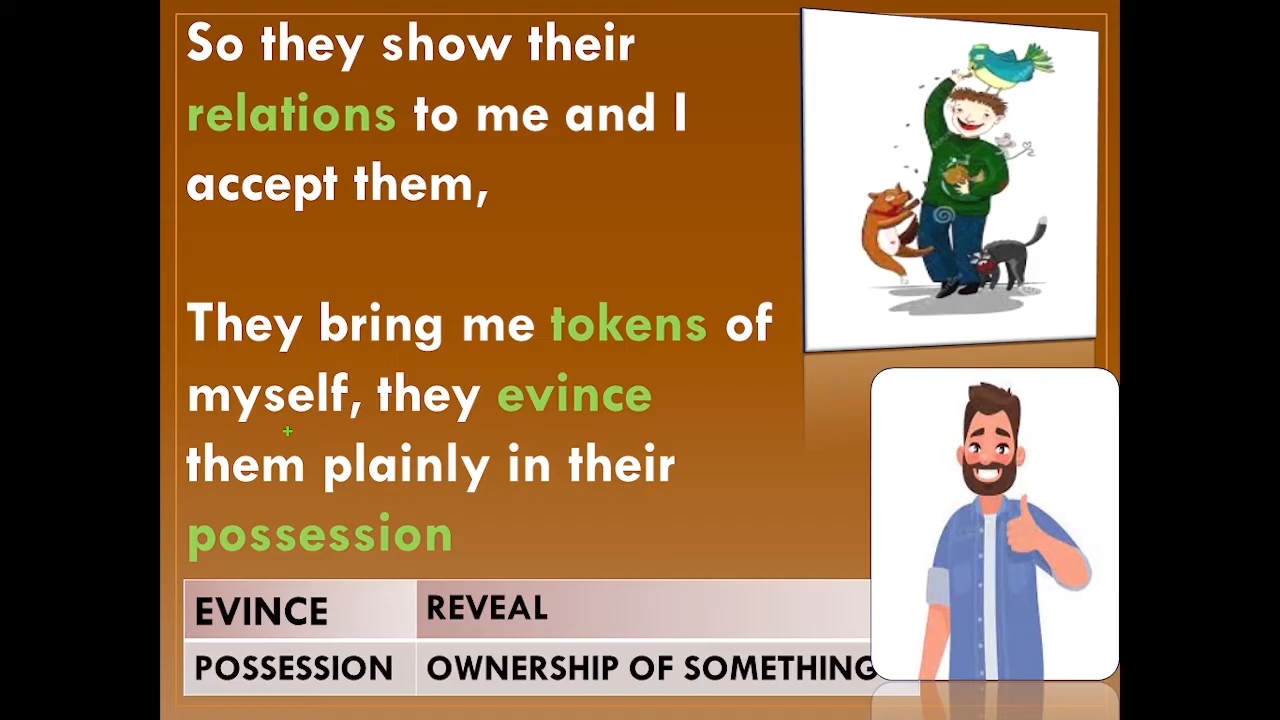 So they show their
relations to me and I
accept them,
They bring me tokens of
myself, they evince
them plainly in their
possession
EVINCE REVEAL
POSSESSION OWNERSHIP OF SOMETHING